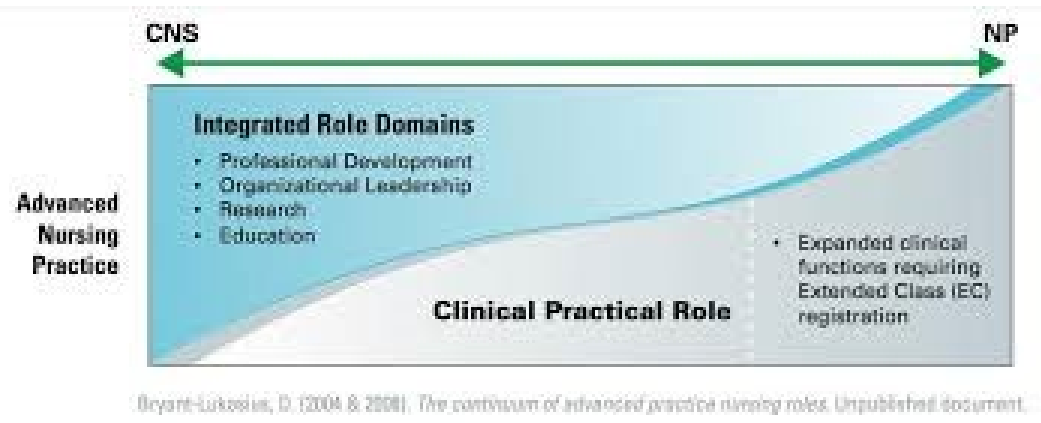 CNS
NP
Integrated Role Domains
• Professional Development
• Organizational Leadership
• Research
• Education
Advanced
Nursing
Practice
• Expanded clinical
functions requiring
Extended Class (EC)
registration
Clinical Practical Role
Bryant-Lukosius, D. (2004 & 2008). The continuum of advanced practice nursing roles. Unpublished document.